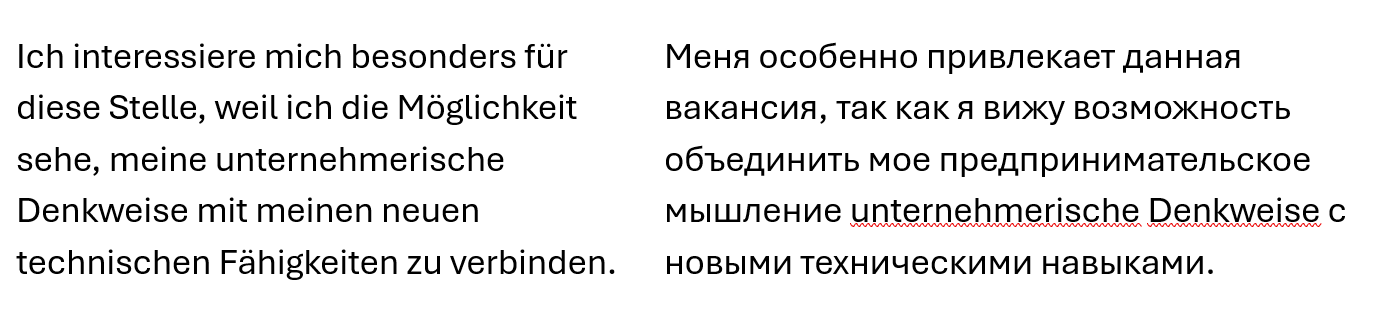 Ich interessiere mich besonders für
diese Stelle, weil ich die Möglichkeit
sehe, meine unternehmerische
Denkweise mit meinen neuen
technischen Fähigkeiten zu verbinden.
Меня особенно привлекает данная
вакансия, так как я вижу возможность
объединить мое предпринимательское
мышление unternehmerische Denkweise с
новыми техническими навыками.